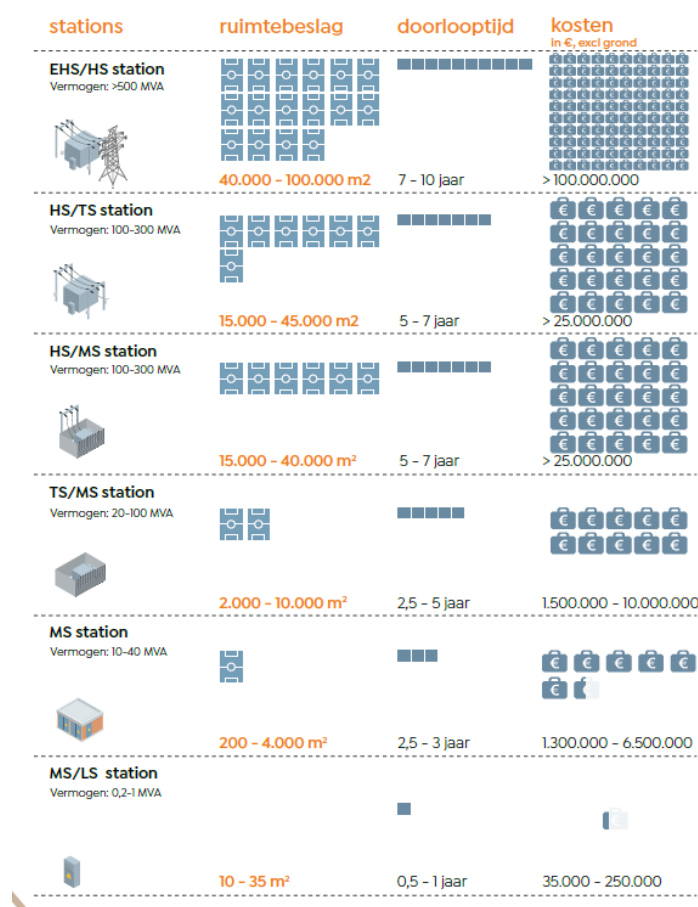 stations ruimtebeslag doorlooptijd kosten
in €, excl grond
EHS/HS station
Vermogen: >500 MVA
40.000 - 100.000 m2 7 - 10 jaar > 100.000.000
HS/TS station
Vermogen: 100-300 MVA
15.000 - 45.000 m2 5 - 7 jaar > 25.000.000
HS/MS station
Vermogen: 100-300 MVA
15.000 - 40.000 m² 5 - 7 jaar > 25.000.000
TS/MS station
Vermogen: 20-100 MVA
2.000 - 10.000 m² 2,5 - 5 jaar 1.500.000 - 10.000.000
MS station
Vermogen: 10-40 MVA
200 - 4.000 m² 2,5 - 3 jaar 1.300.000 - 6.500.000
MS/LS station
Vermogen: 0,2-1 MVA
10 - 35 m² 0,5 - 1 jaar 35.000 - 250.000